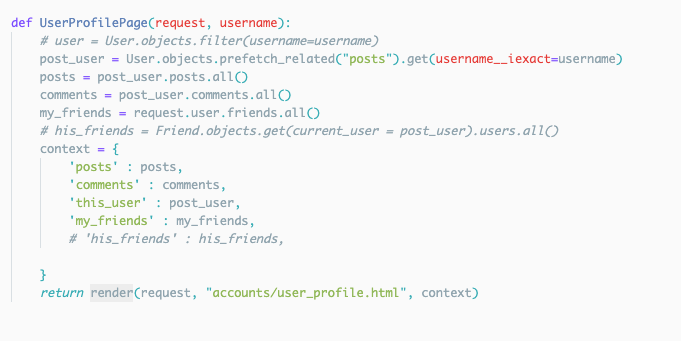 def UserProfilePage(request, username):
    # user = User.objects.filter(username=username)
    post_user = User.objects.prefetch_related("posts").get(username__iexact=username)
    posts = post_user.posts.all()
    comments = post_user.comments.all()
    my_friends = request.user.friends.all()
    # his_friends = Friend.objects.get(current_user = post_user).users.all()
    context = {
        'posts' : posts,
        'comments' : comments,
        'this_user' : post_user,
        'my_friends' : my_friends,
        # 'his_friends' : his_friends,
    }
    return render(request, "accounts/user_profile.html", context)